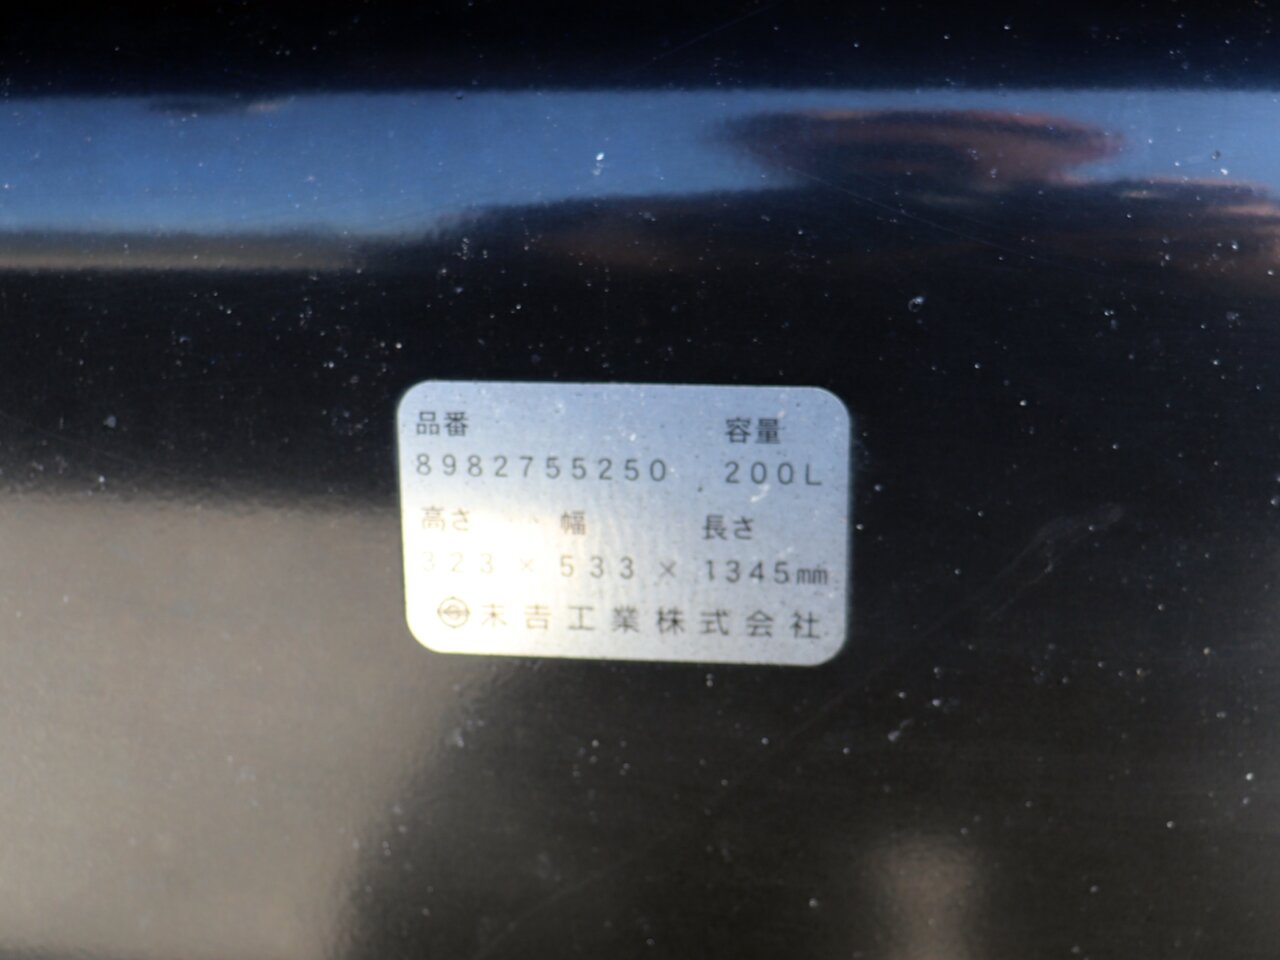 品番 容量
8982755250 200L
高さ 幅 長さ
323 × 533 × 1345mm
末吉工業株式会社